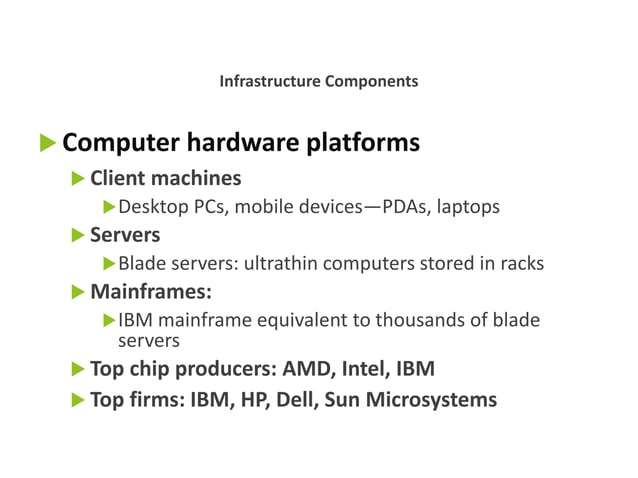 Infrastructure Components
Computer hardware platforms
Client machines
Desktop PCs, mobile devices—PDAs, laptops
Servers
Blade servers: ultrathin computers stored in racks
Mainframes:
IBM mainframe equivalent to thousands of blade
servers
Top chip producers: AMD, Intel, IBM
Top firms: IBM, HP, Dell, Sun Microsystems